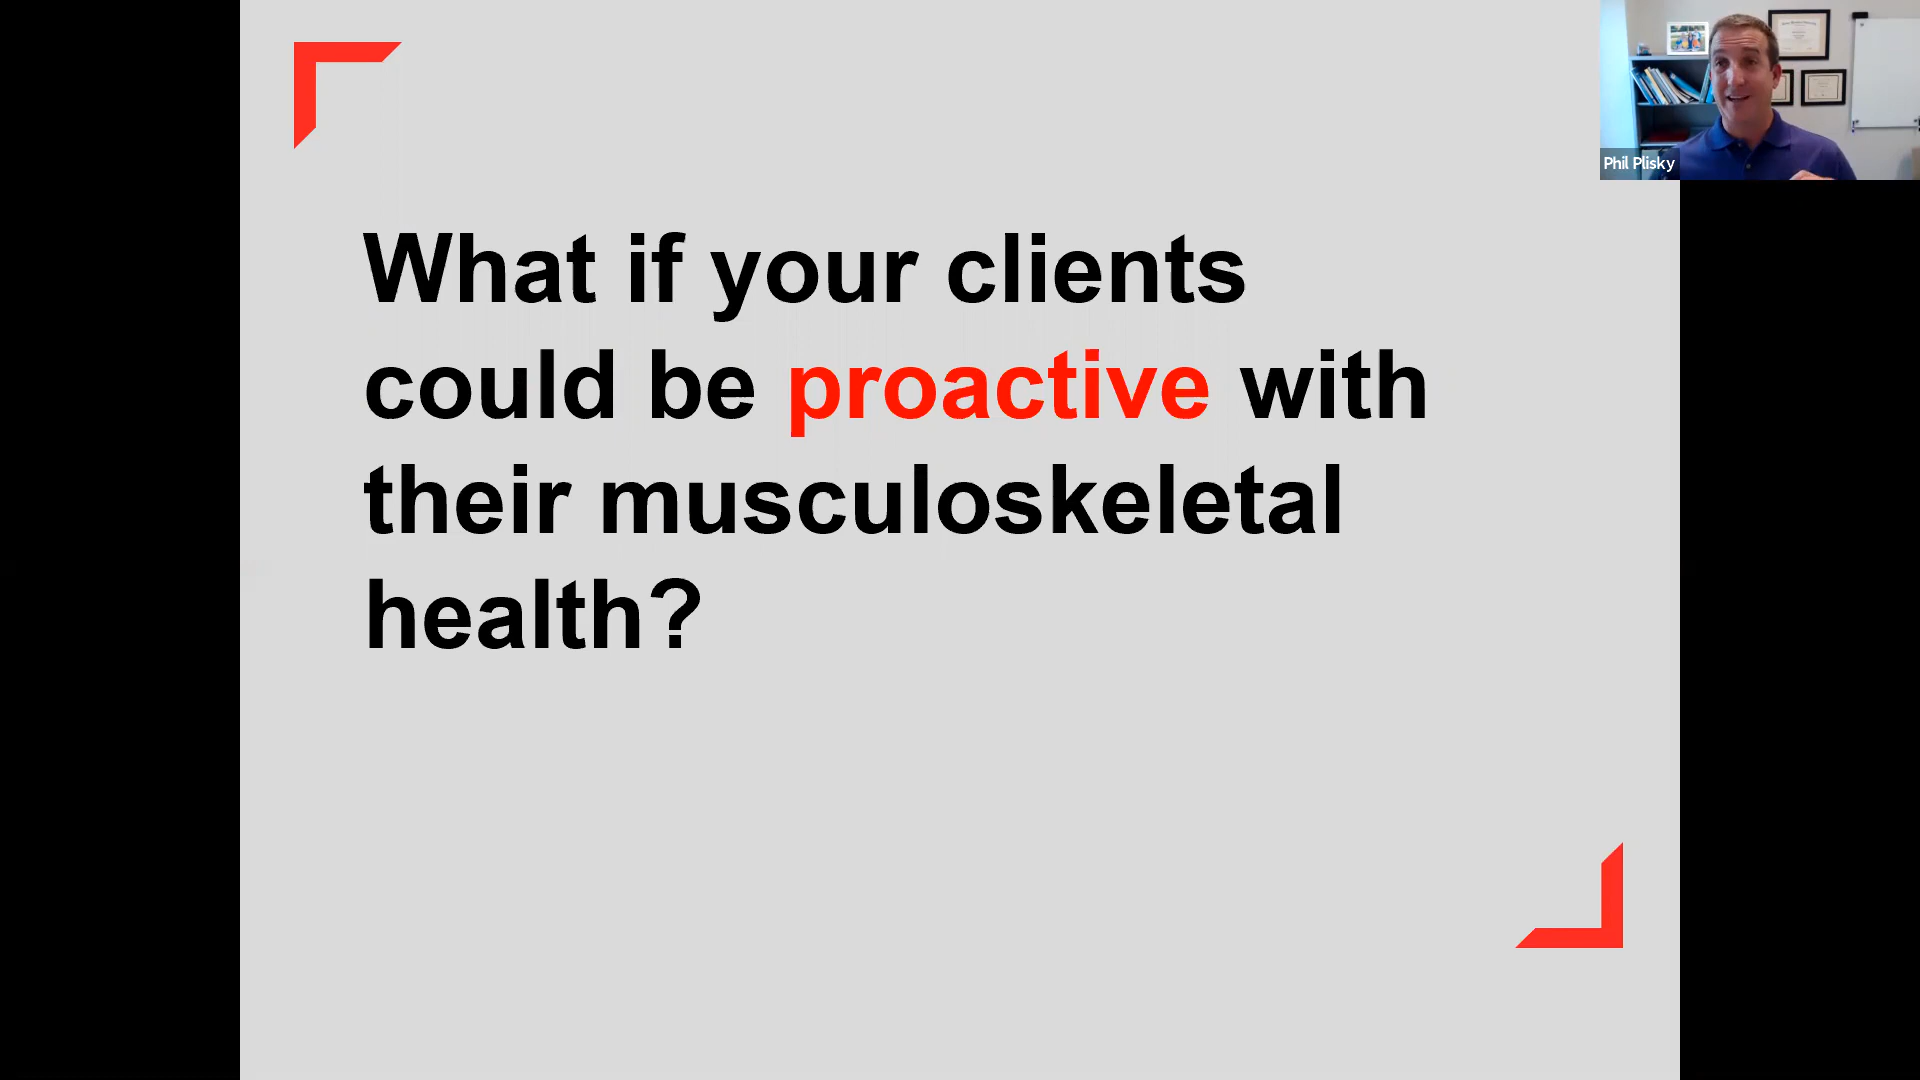 What if your clients
could be proactive with
their musculoskeletal
health?
Phil Plisky